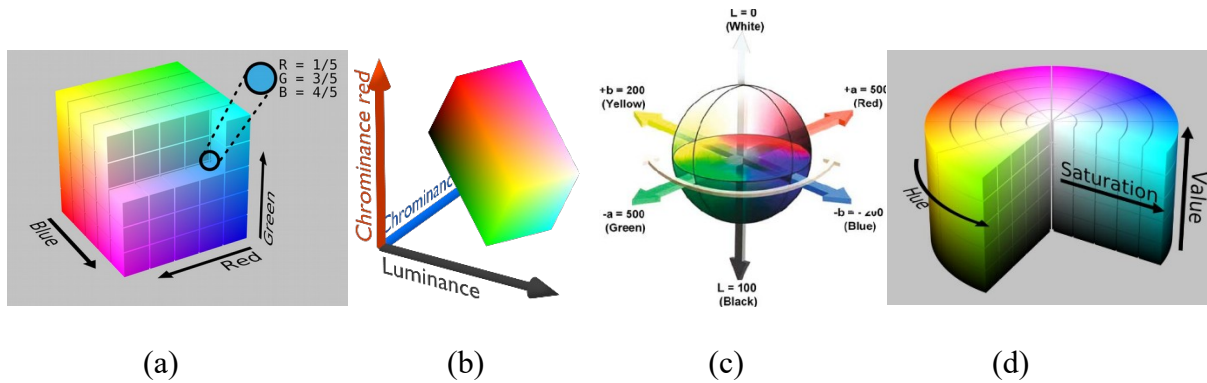 R = 1/5
G = 3/5
B = 4/5
Blue
Red
Green
Chrominance red
Chrominance
Luminance
L = 0
(White)
+b = 200
(Yellow)
+a = 500
(Red)
-a = 500
(Green)
-b = - 200
(Blue)
L = 100
(Black)
Hue
Saturation
Value
(a)
(b)
(c)
(d)